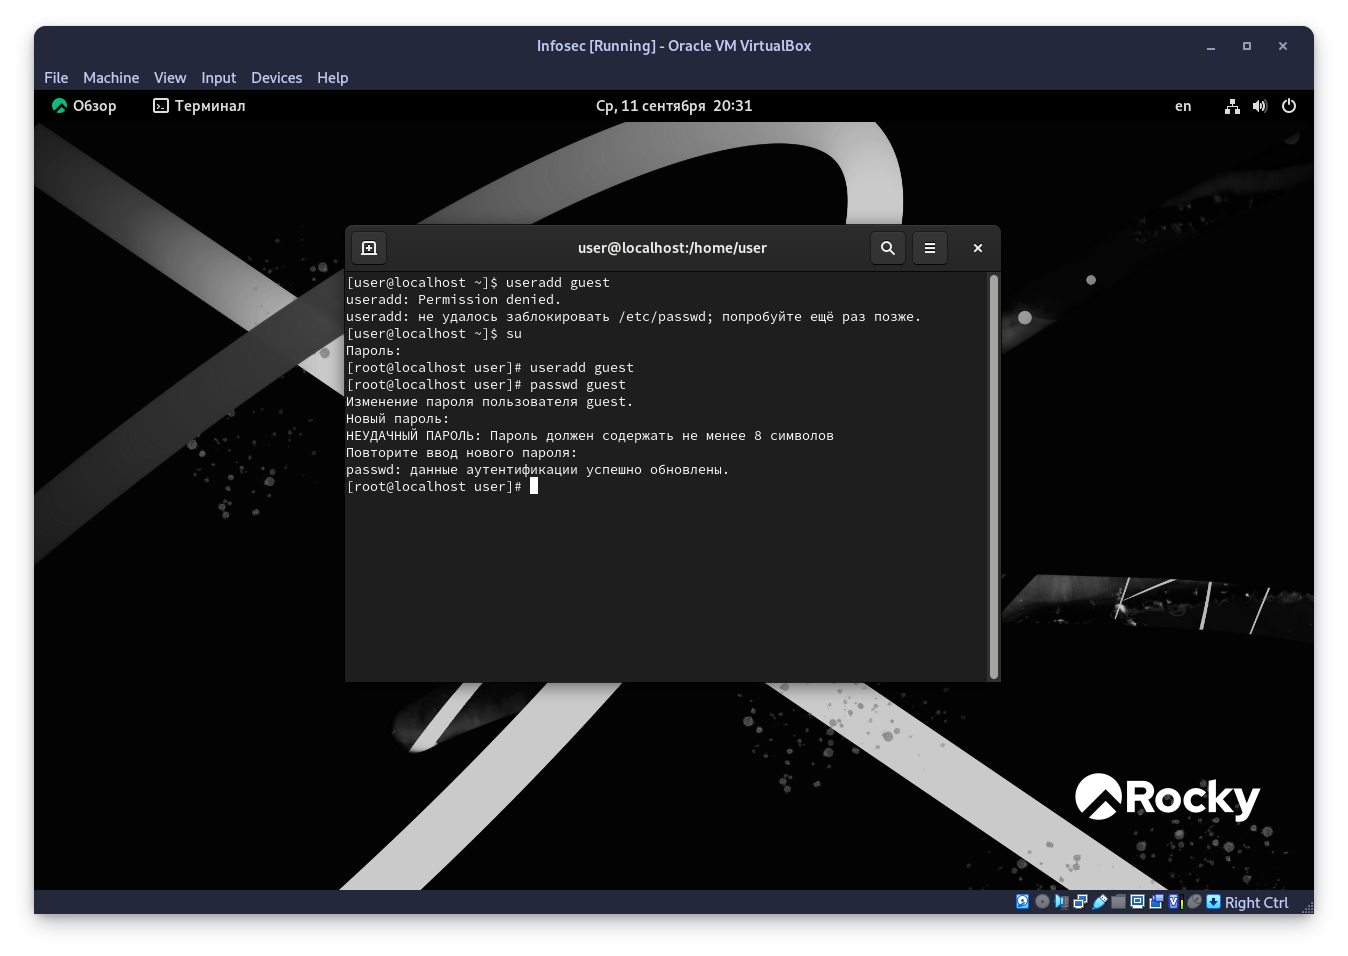 Infosec [Running] - Oracle VM VirtualBox
File Machine View Input Devices Help
Обзор Терминал Ср, 11 сентября 20:31 en
user@localhost:/home/user
[user@localhost ~]$ useradd guest
useradd: Permission denied.
useradd: не удалось заблокировать /etc/passwd; попробуйте ещё раз позже.
[user@localhost ~]$ su
Пароль:
[root@localhost user]# useradd guest
[root@localhost user]# passwd guest
Изменение пароля пользователя guest.
Новый пароль:
НЕУДАЧНЫЙ ПАРОЛЬ: Пароль должен содержать не менее 8 символов
Повторите ввод нового пароля:
passwd: данные аутентификации успешно обновлены.
[root@localhost user]#
Rocky
Right Ctrl